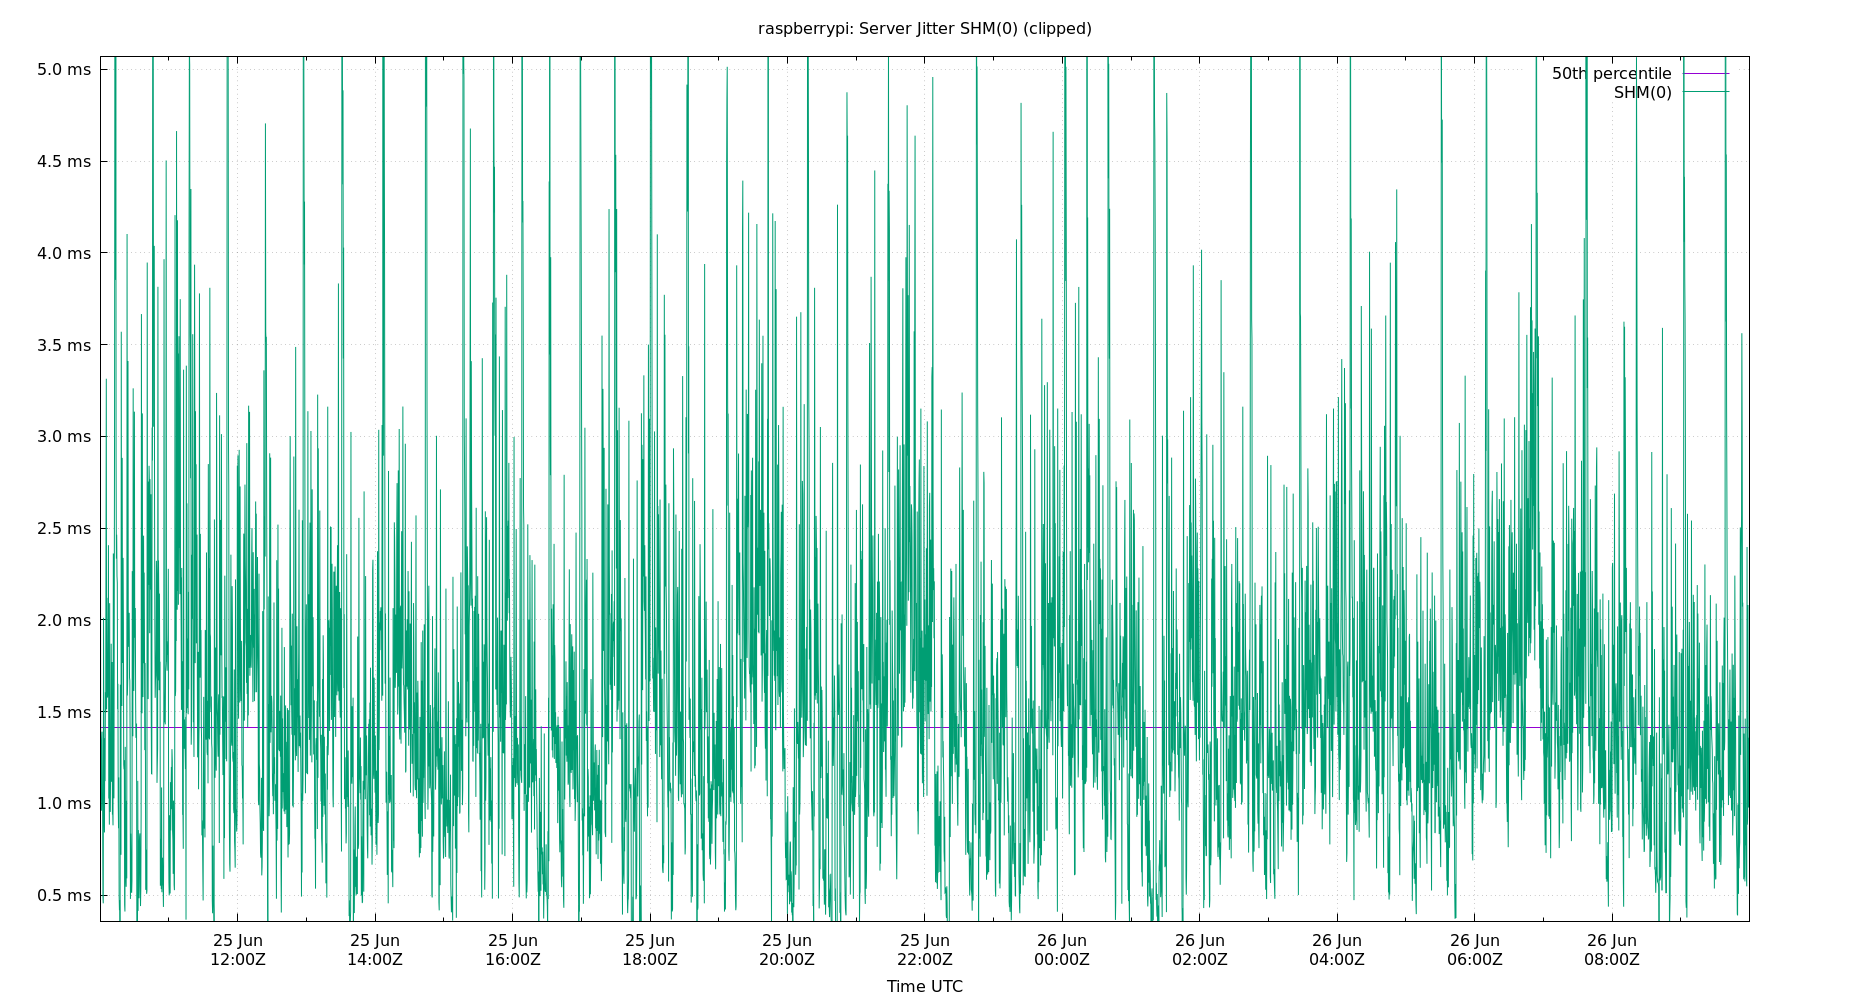 raspberrypi: Server Jitter SHM(0) (clipped)
5.0 ms
4.5 ms
4.0 ms
3.5 ms
3.0 ms
2.5 ms
2.0 ms
1.5 ms
1.0 ms
0.5 ms
50th percentile
SHM(0)
25 Jun 25 Jun 25 Jun 25 Jun 25 Jun 25 Jun 26 Jun 26 Jun 26 Jun 26 Jun 26 Jun
12:00Z 14:00Z 16:00Z 18:00Z 20:00Z 22:00Z 00:00Z 02:00Z 04:00Z 06:00Z 08:00Z
Time UTC